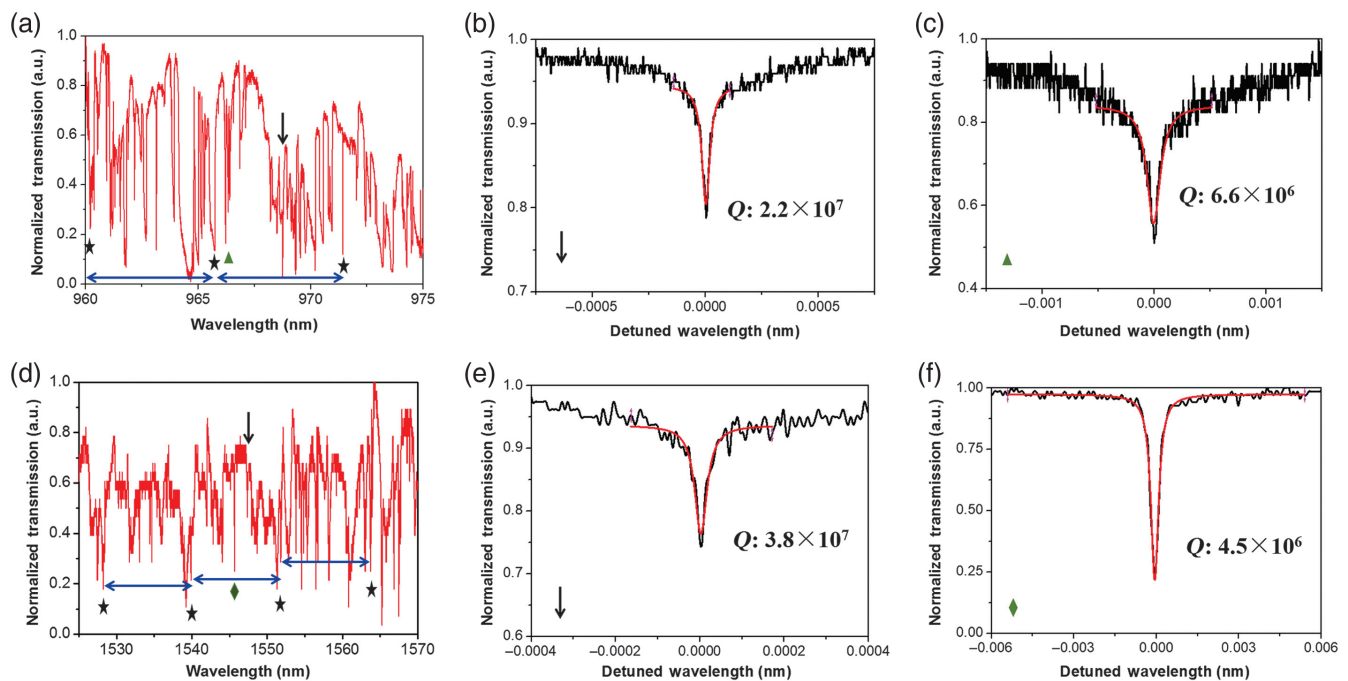 (a)
Normalized transmission (a.u.)
1.0
0.8
0.6
0.4
0.2
0.0
960
965
970
975
Wavelength (nm)
(b)
Normalized transmission (a.u.)
1.0
0.9
0.8
0.7
Q: 2.2×10⁷
−0.0005
0.0000
0.0005
Detuned wavelength (nm)
(c)
Normalized transmission (a.u.)
1.0
0.8
0.6
0.4
Q: 6.6×10⁶
−0.001
0.000
0.001
Detuned wavelength (nm)
(d)
Normalized transmission (a.u.)
1.0
0.8
0.6
0.4
0.2
0.0
1530
1540
1550
1560
1570
Wavelength (nm)
(e)
Normalized transmission (a.u.)
1.0
0.9
0.8
0.7
0.6
Q: 3.8×10⁷
−0.0004
−0.0002
0.0000
0.0002
0.0004
Detuned wavelength (nm)
(f)
Normalized transmission (a.u.)
1.00
0.75
0.50
0.25
0.00
Q: 4.5×10⁶
−0.006
−0.003
0.000
0.003
0.006
Detuned wavelength (nm)